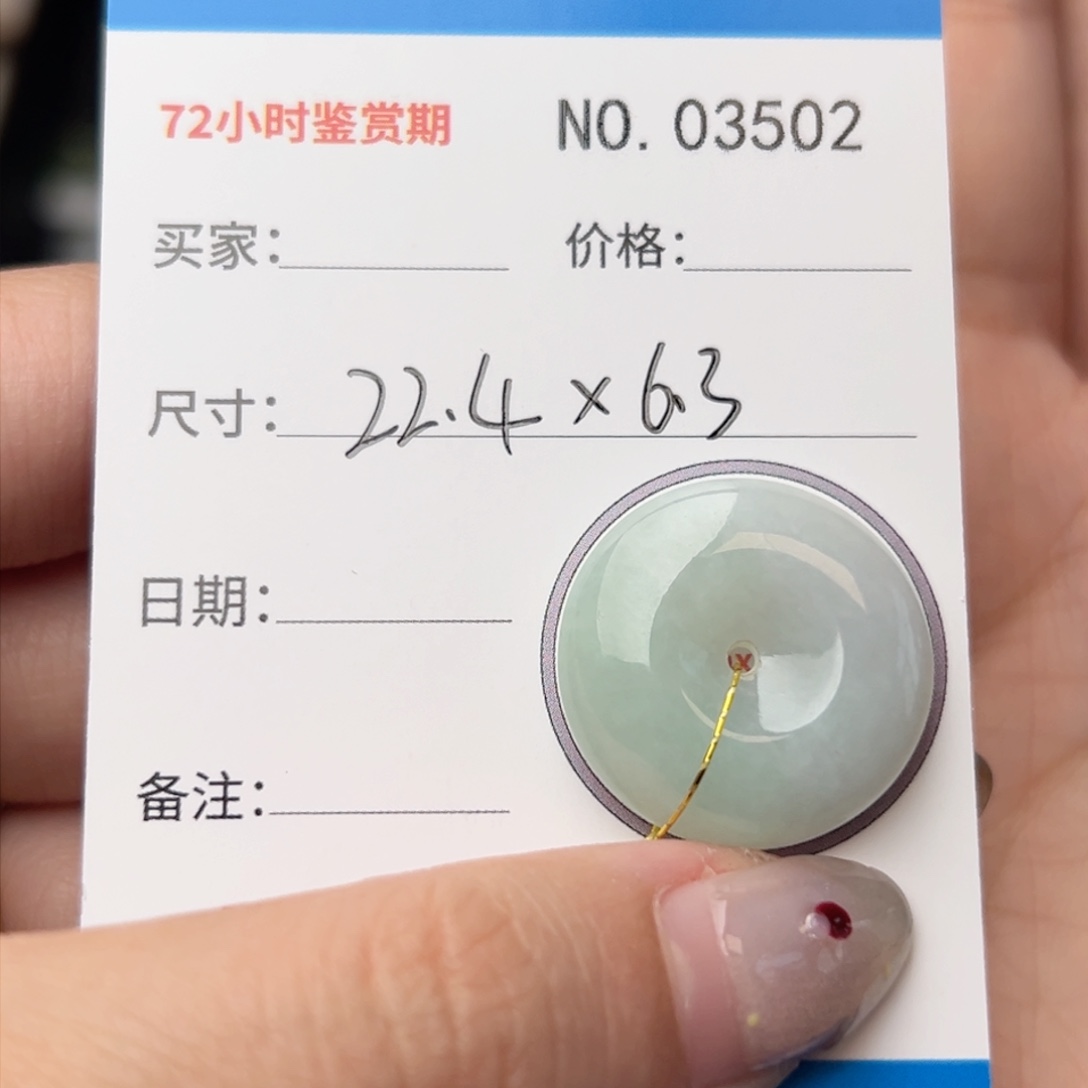 72小时鉴赏期 NO. 03502
买家： 价格：
尺寸： 22.4 × 6.3
日期：
备注：